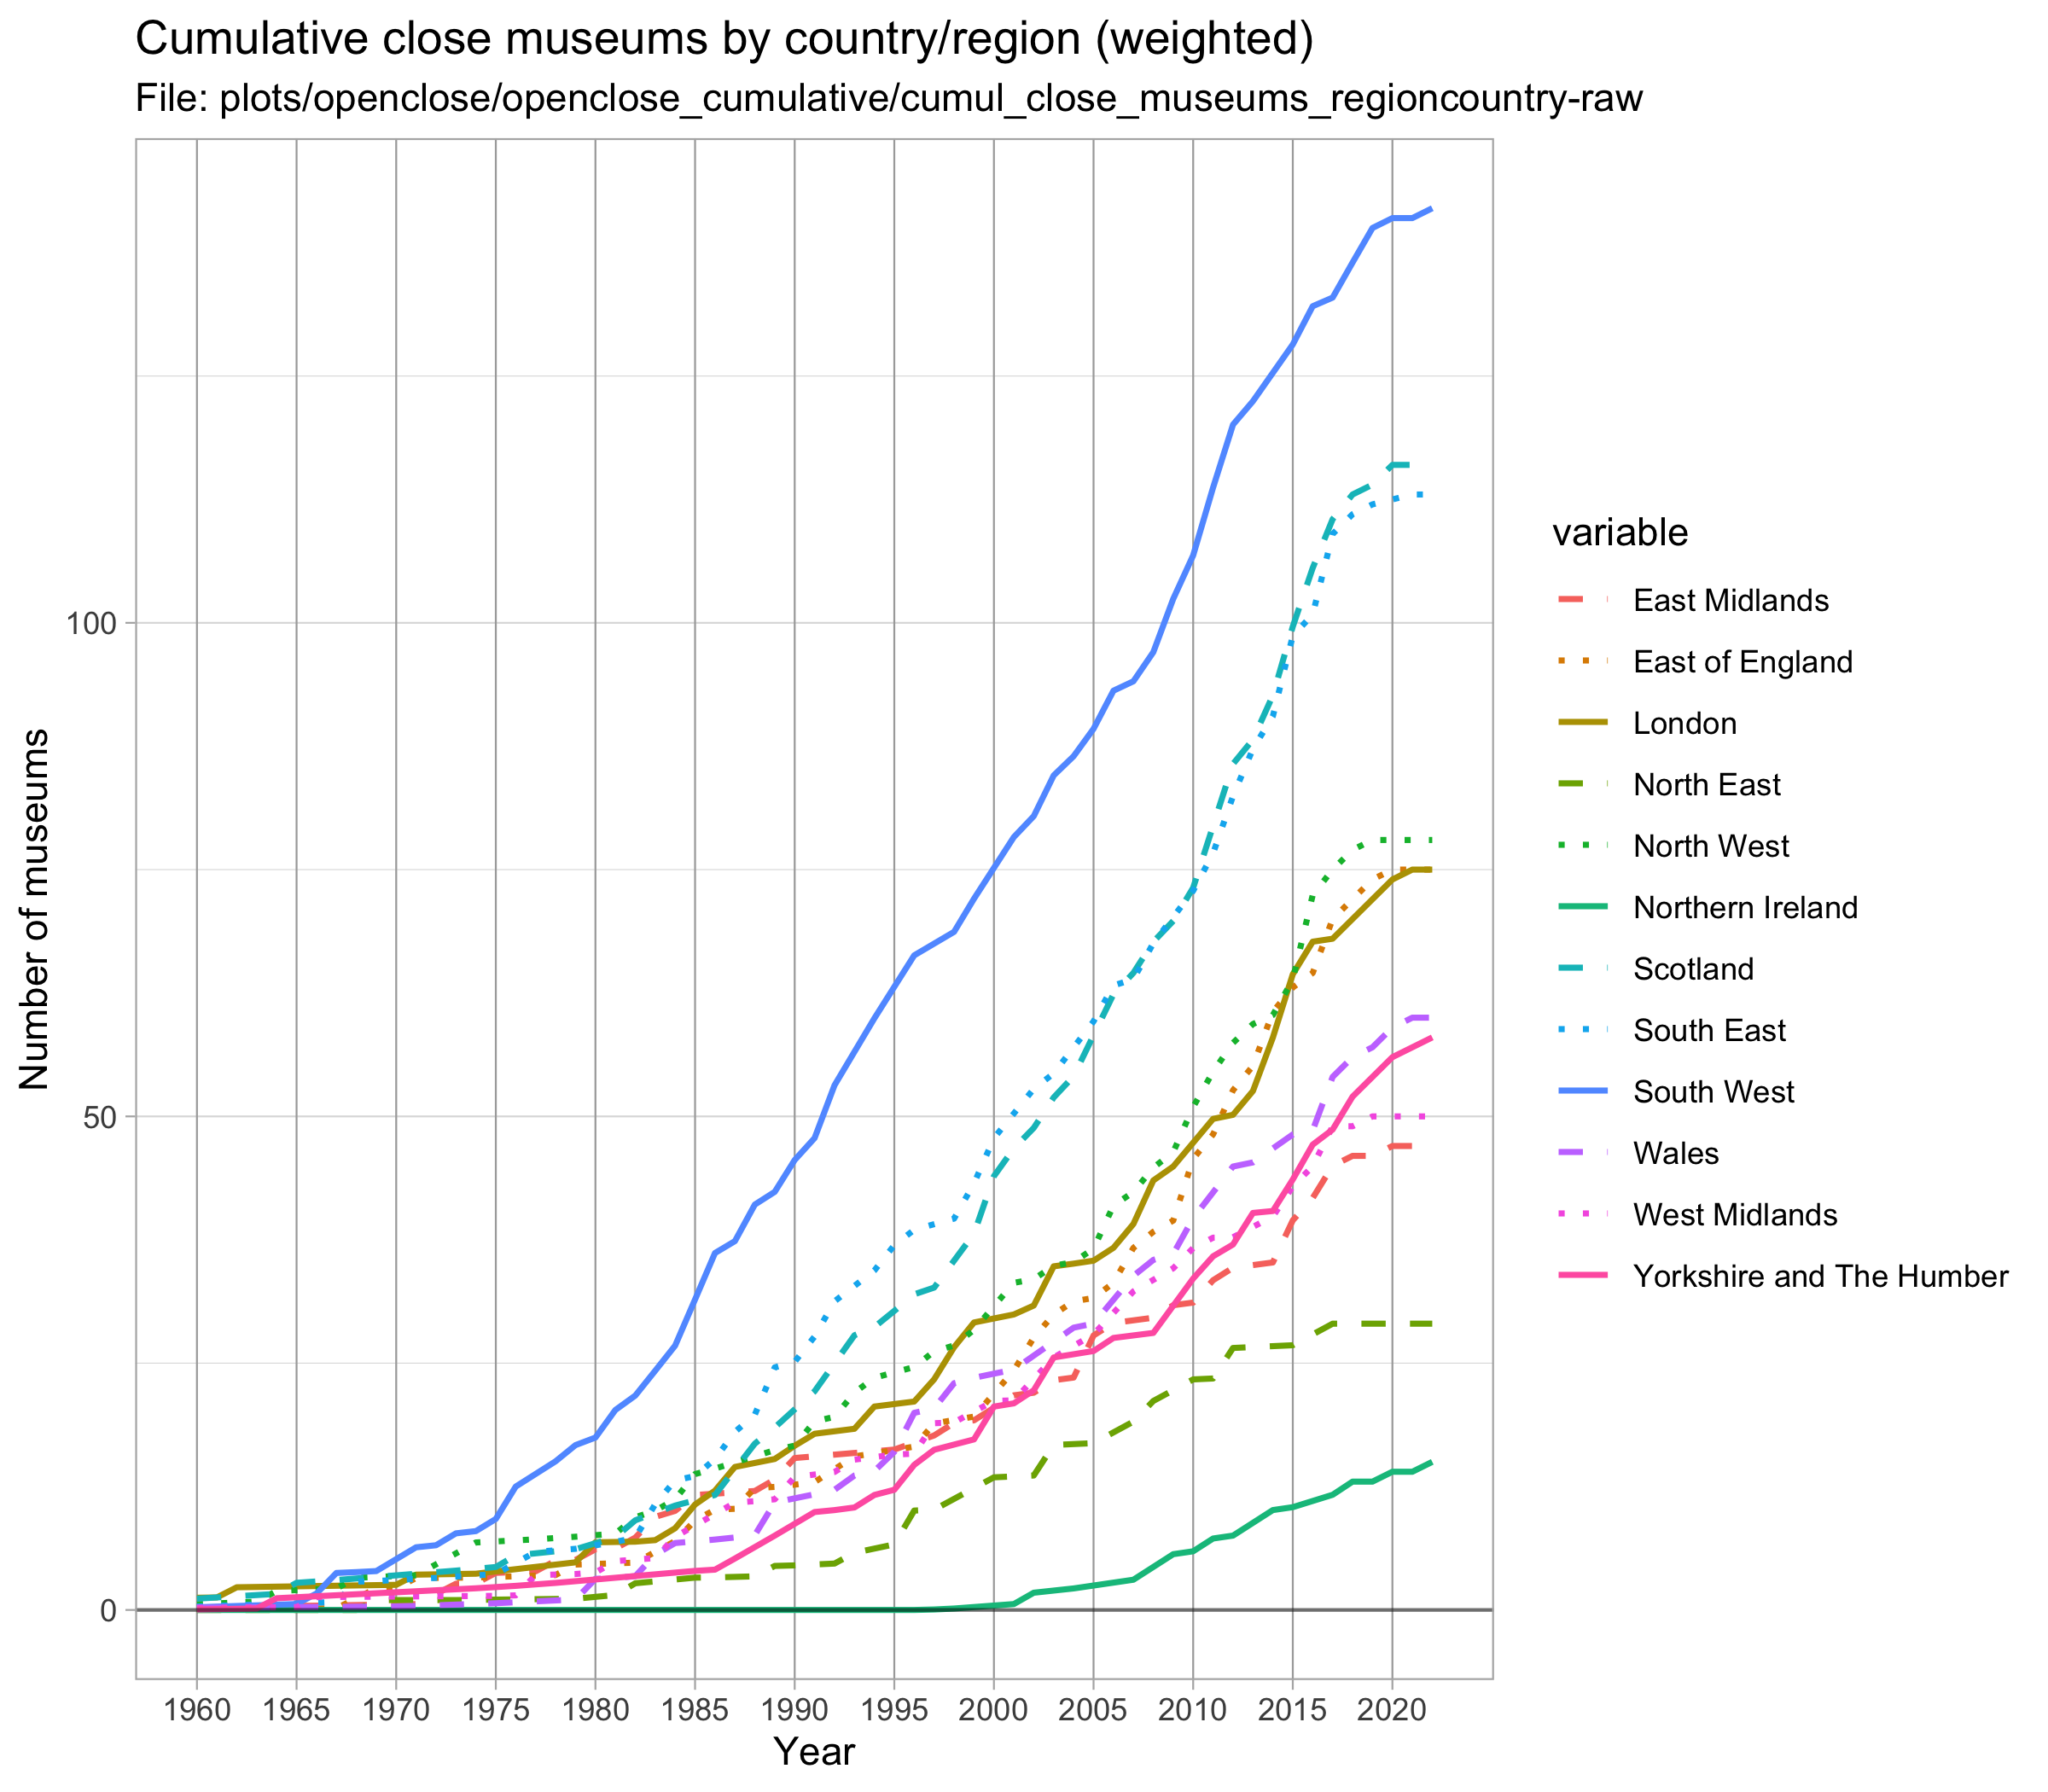 Cumulative close museums by country/region (weighted)
File: plots/openclose/openclose_cumulative/cumul_close_museums_regioncountry-raw
Number of museums
100
50
0
1960 1965 1970 1975 1980 1985 1990 1995 2000 2005 2010 2015 2020
Year
variable
East Midlands
East of England
London
North East
North West
Northern Ireland
Scotland
South East
South West
Wales
West Midlands
Yorkshire and The Humber